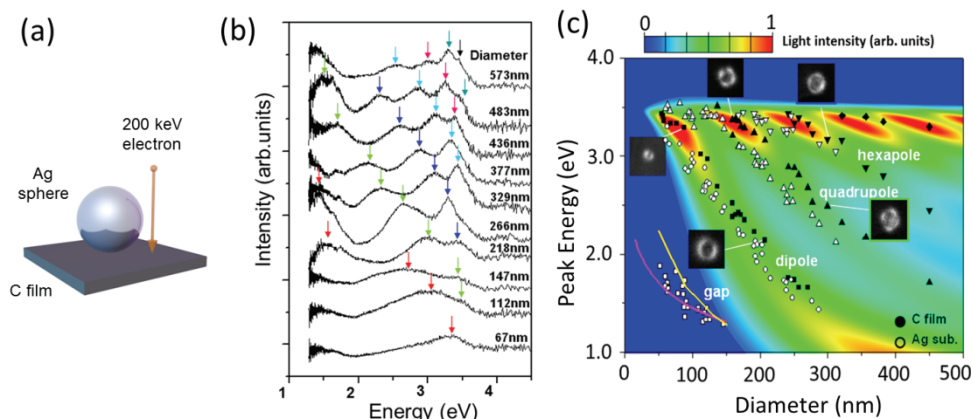 (a)
200 keV
electron
Ag
sphere
C film
(b)
Intensity (arb.units)
Diameter
573nm
483nm
436nm
377nm
329nm
266nm
218nm
147nm
112nm
67nm
1 2 3 4
Energy (eV)
(c)
0 1
Light intensity (arb. units)
Peak Energy (eV)
4.0
3.0
2.0
1.0
hexapole
quadrupole
dipole
gap
C film
Ag sub.
0 100 200 300 400 500
Diameter (nm)